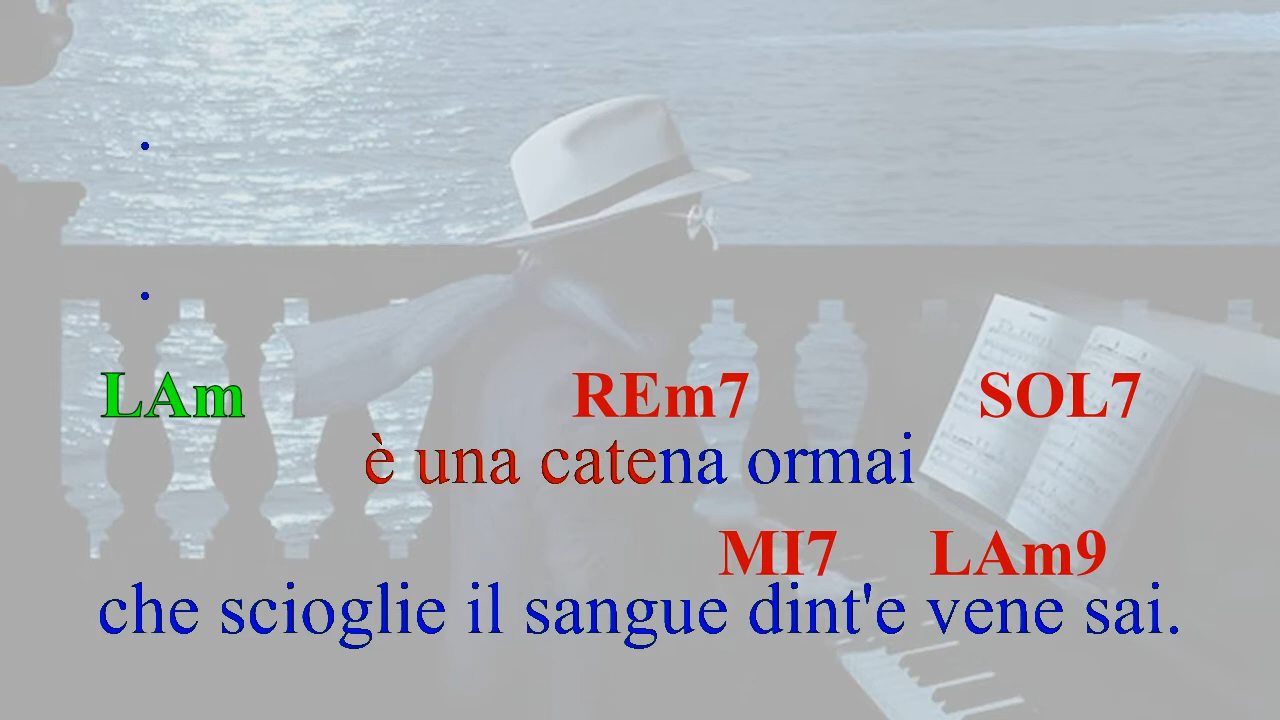 .
.
LAm REm7 SOL7
è una catena ormai
MI7 LAm9
che scioglie il sangue dint'e vene sai.